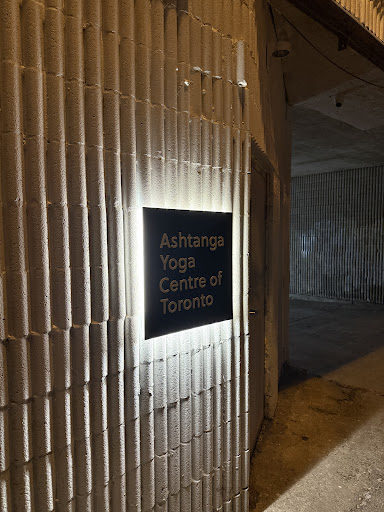 Ashtanga
Yoga
Centre of
Toronto